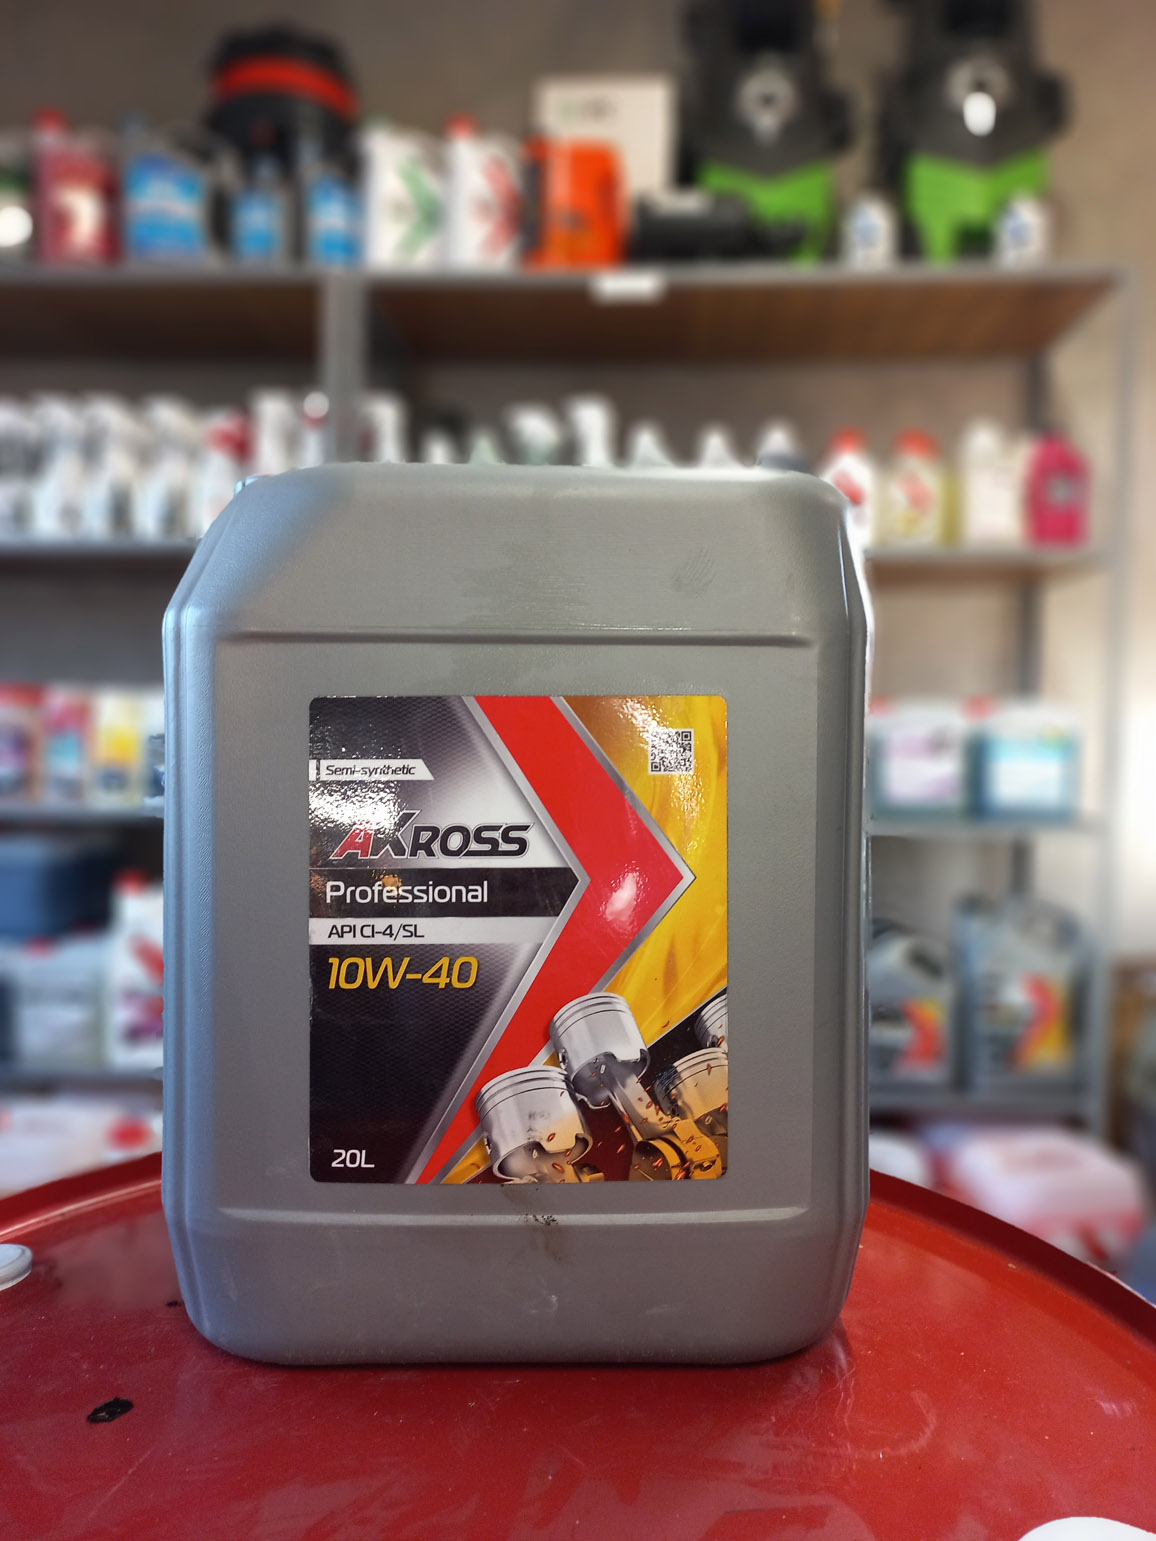 Semi-synthetic
AKROSS
Professional
API CI-4/SL
10W-40
20L